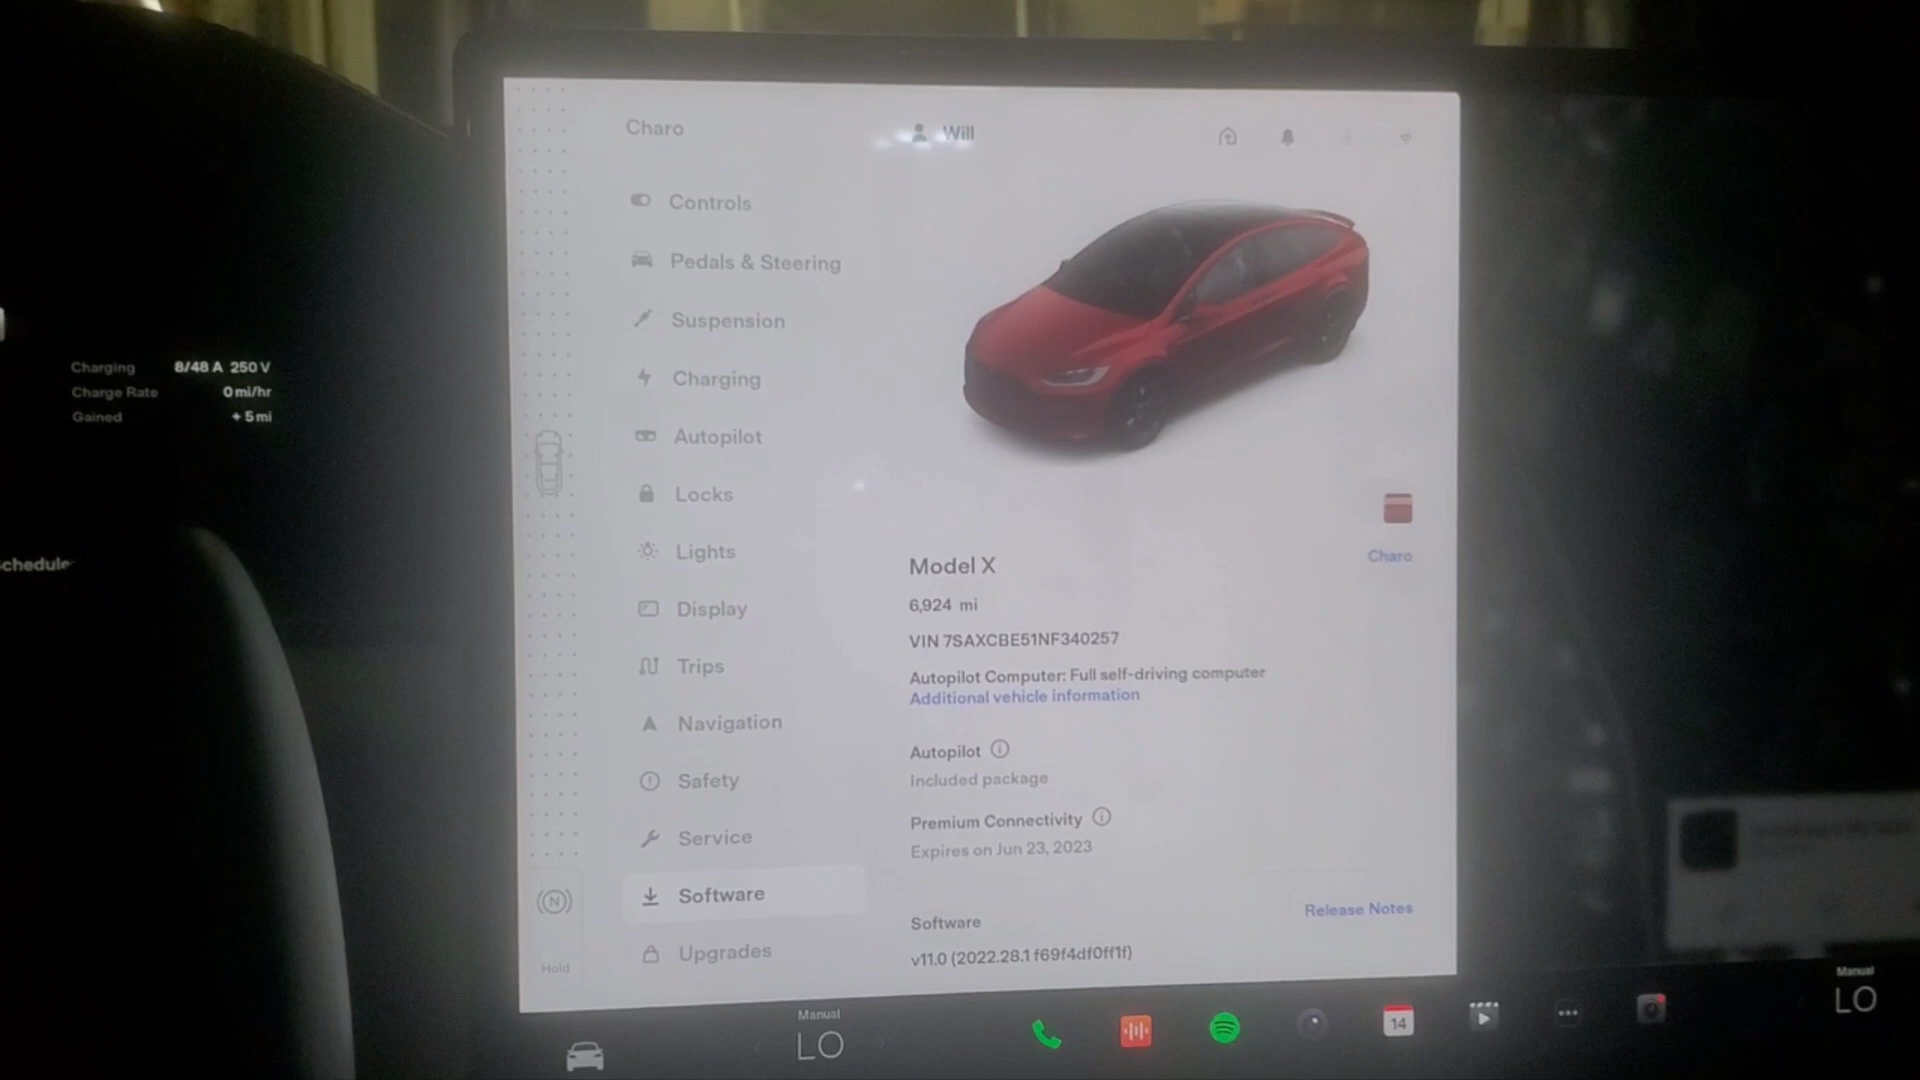 Charging 8/48 A 250 V
Charge Rate 0 mi/hr
Gained + 5 mi
Charo
Will
Controls
Pedals & Steering
Suspension
Charging
Autopilot
Locks
Lights
Display
Trips
Navigation
Safety
Service
Software
Upgrades
Hold
Charo
Model X
6,924 mi
VIN 7SAXCBE51NF340257
Autopilot Computer: Full self-driving computer
Additional vehicle information
Autopilot
Included package
Premium Connectivity
Expires on Jun 23, 2023
Software
Release Notes
v11.0 (2022.28.1 f69f4df0ff1f)
Manual
LO
14
Manual
LO